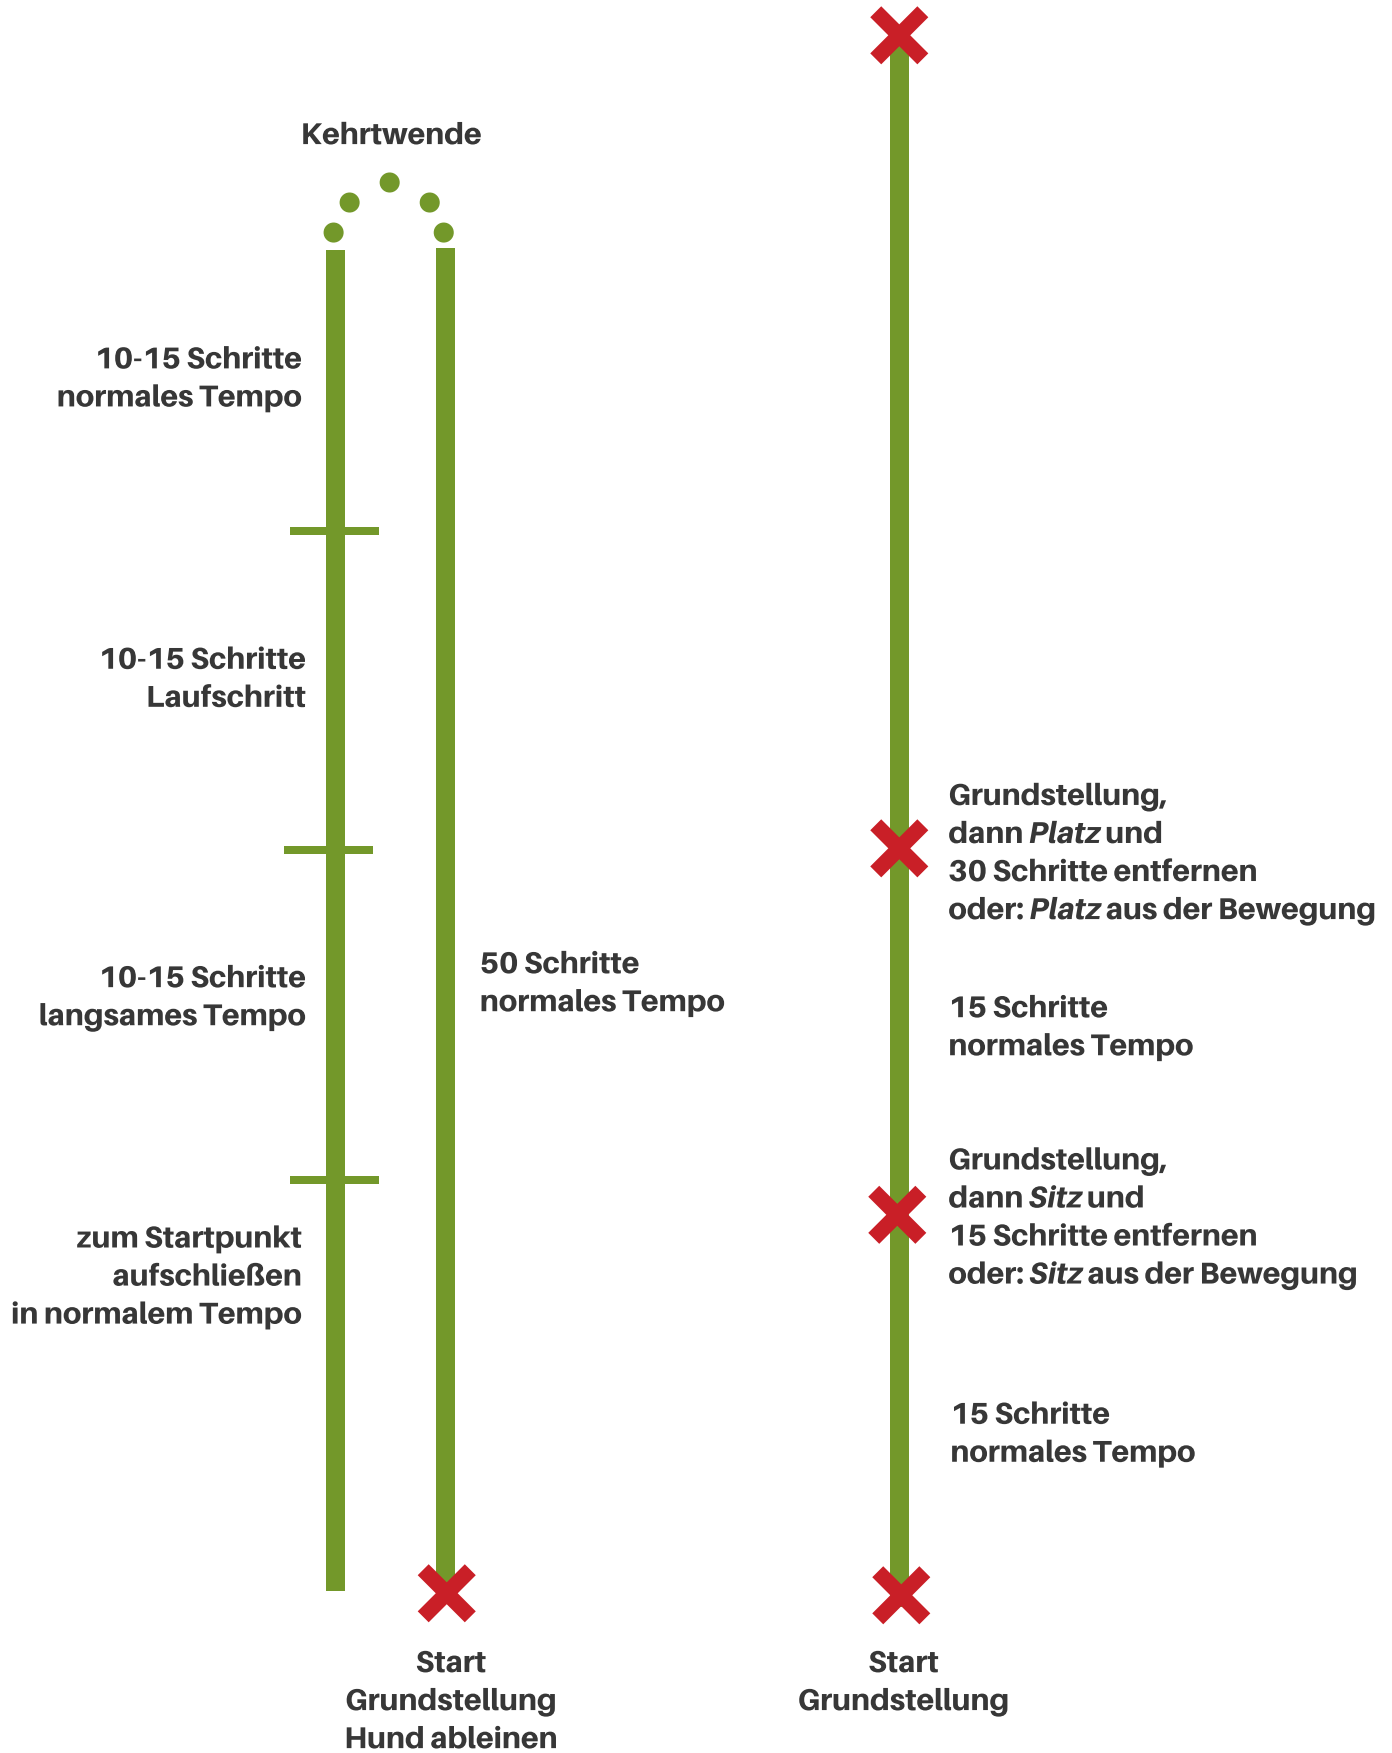 Kehrtwende
10-15 Schritte
normales Tempo
10-15 Schritte
Laufschritt
10-15 Schritte
langsames Tempo
zum Startpunkt
aufschließen
in normalem Tempo
50 Schritte
normales Tempo
Start
Grundstellung
Hund ableinen
Grundstellung,
dann Platz und
30 Schritte entfernen
oder: Platz aus der Bewegung
15 Schritte
normales Tempo
Grundstellung,
dann Sitz und
15 Schritte entfernen
oder: Sitz aus der Bewegung
15 Schritte
normales Tempo
Start
Grundstellung